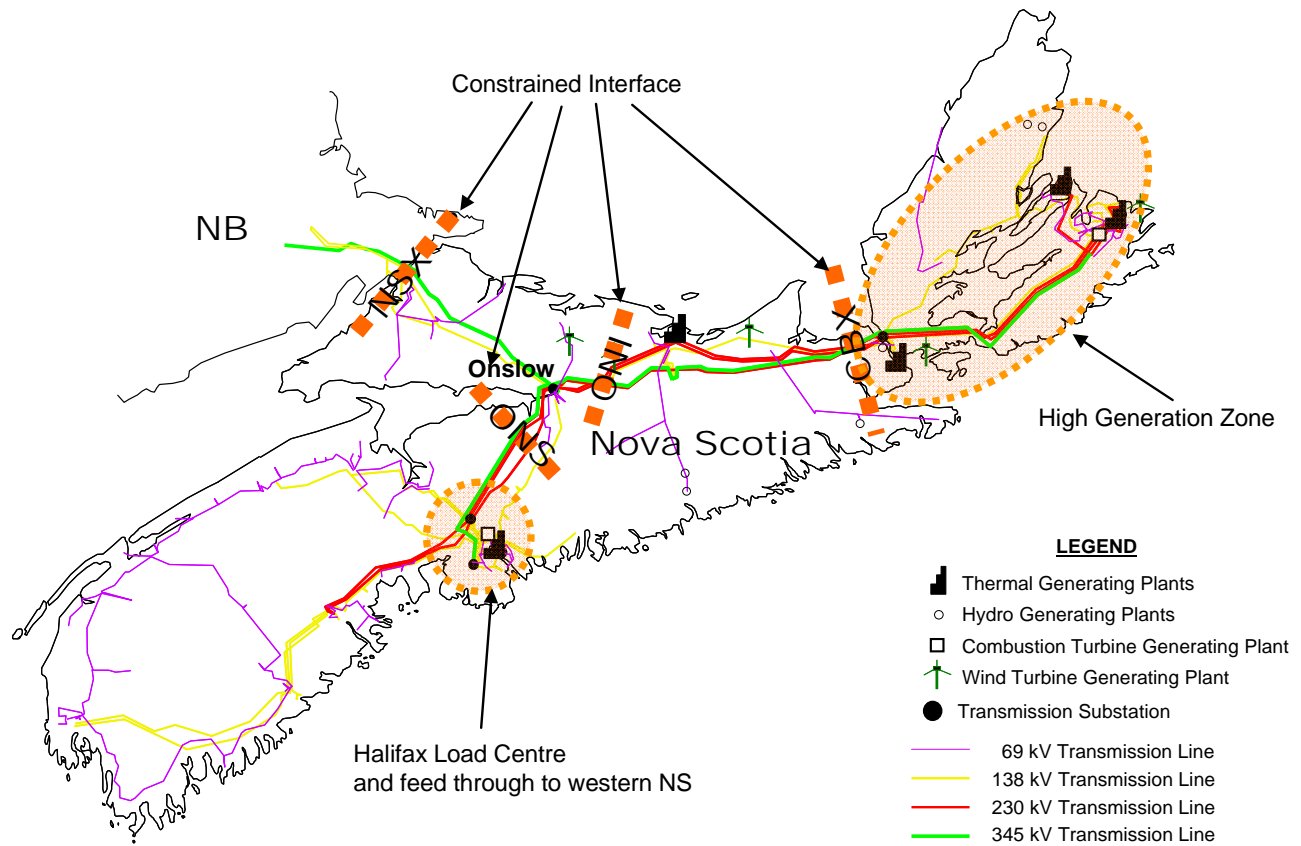 Constrained Interface
NB
NSX
Onslow
ONI
CBX
ONS
Nova Scotia
High Generation Zone
Halifax Load Centre
and feed through to western NS
LEGEND
Thermal Generating Plants
Hydro Generating Plants
Combustion Turbine Generating Plant
Wind Turbine Generating Plant
Transmission Substation
69 kV Transmission Line
138 kV Transmission Line
230 kV Transmission Line
345 kV Transmission Line